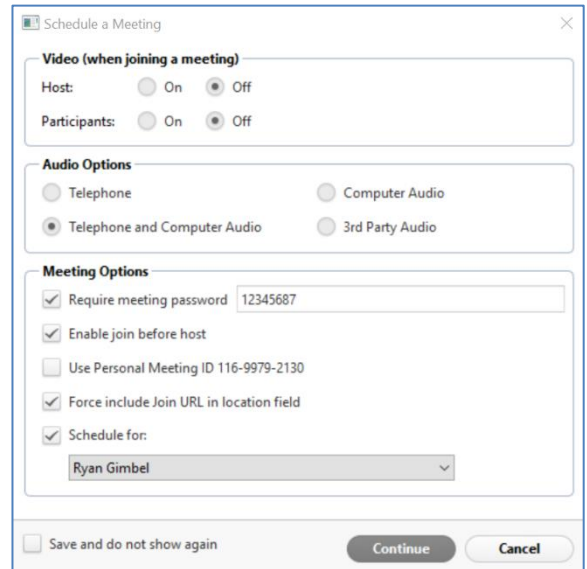 Schedule a Meeting
Video (when joining a meeting)
Host: On Off
Participants: On Off
Audio Options
Telephone Computer Audio
Telephone and Computer Audio 3rd Party Audio
Meeting Options
Require meeting password 12345687
Enable join before host
Use Personal Meeting ID 116-9979-2130
Force include Join URL in location field
Schedule for:
Ryan Gimbel
Save and do not show again Continue Cancel